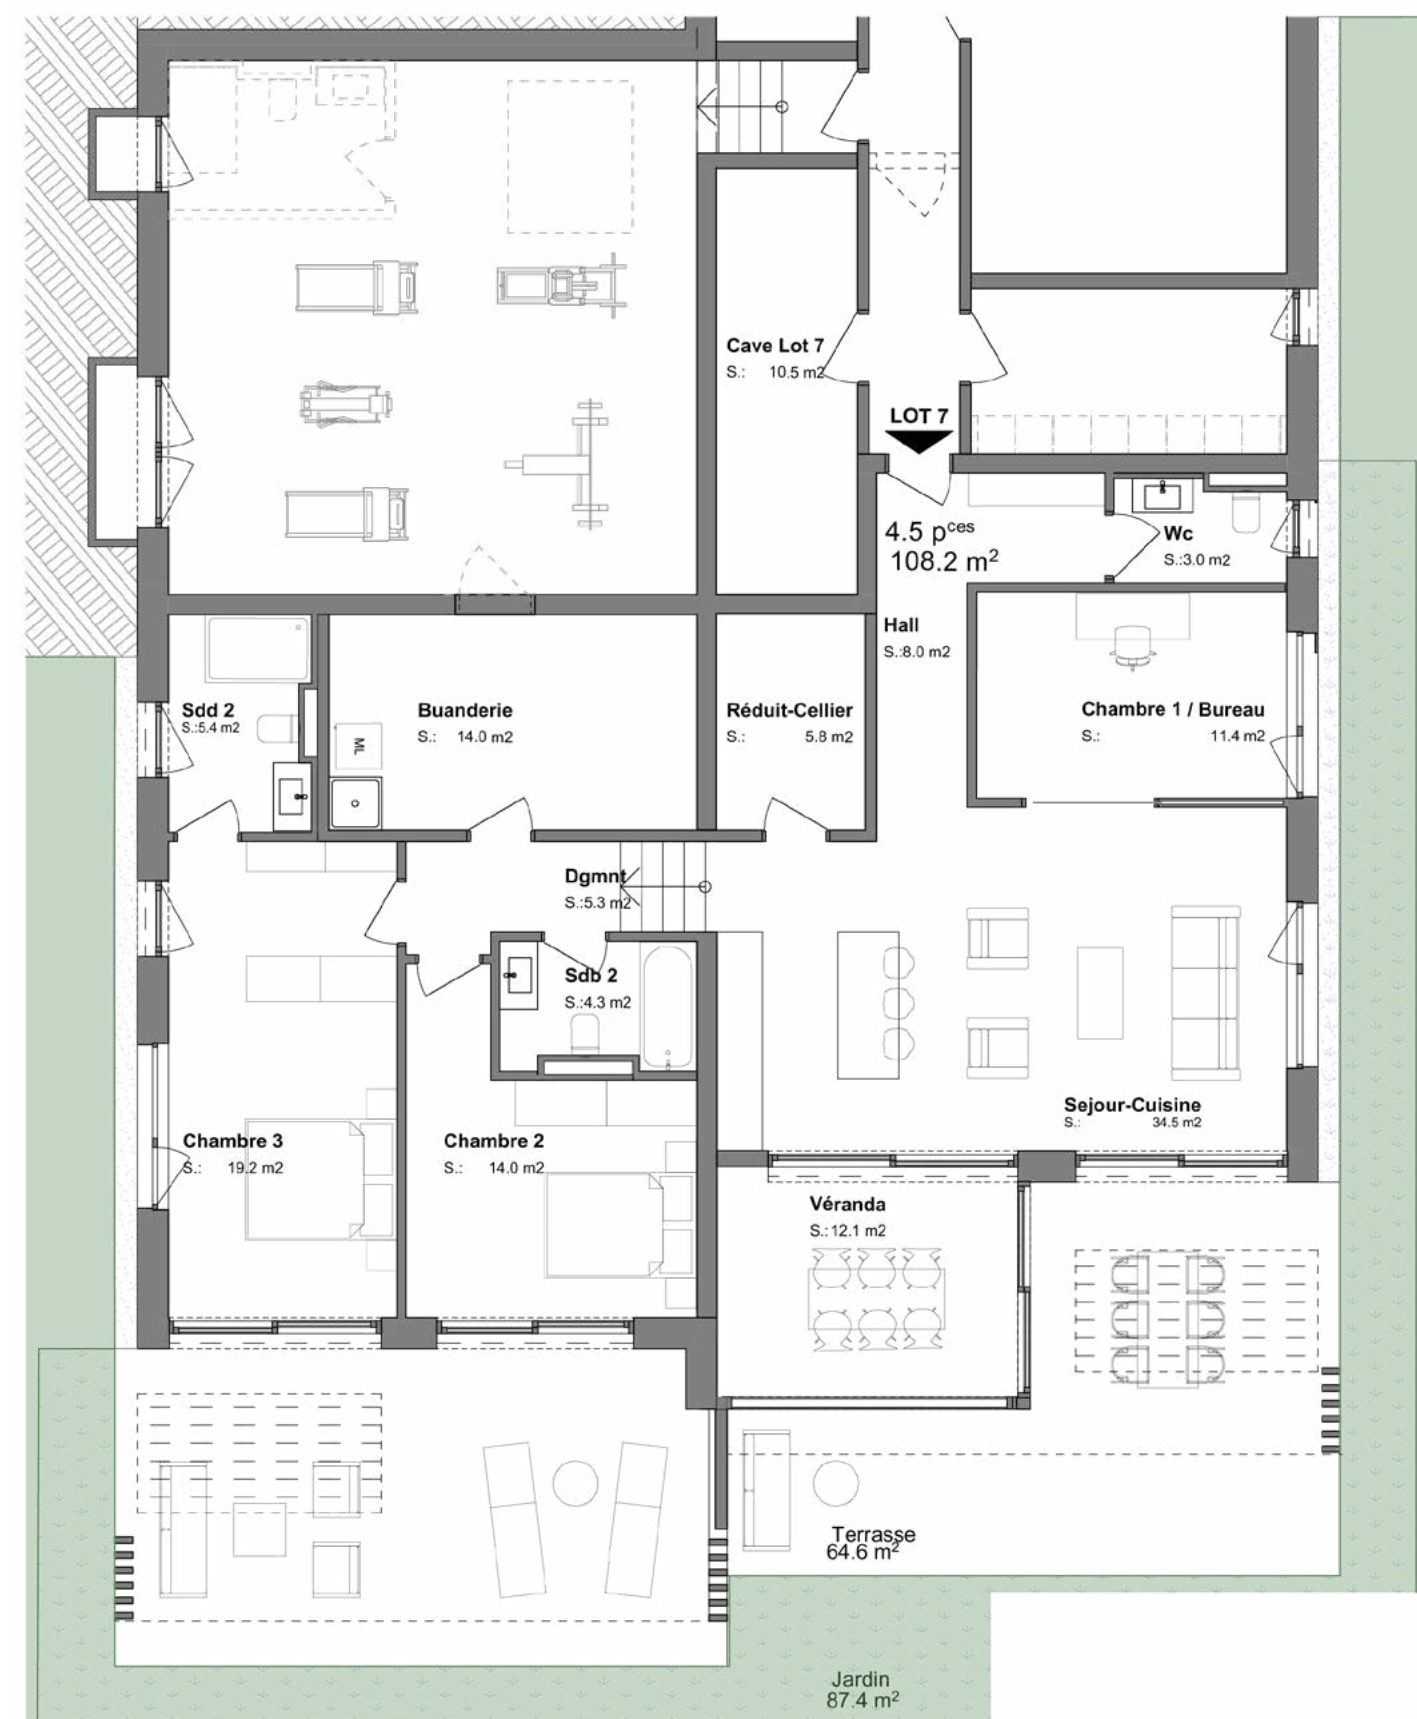 Cave Lot 7
S.: 10.5 m2
LOT 7
4.5 pces
108.2 m²
Wc
S.:3.0 m2
Hall
S.:8.0 m2
Sdd 2
S.:5.4 m2
Buanderie
S.: 14.0 m2
ML
Réduit-Cellier
S.: 5.8 m2
Chambre 1 / Bureau
S.: 11.4 m2
Dgmnt
S.:5.3 m2
Sdb 2
S.:4.3 m2
Sejour-Cuisine
S.: 34.5 m2
Chambre 3
S.: 19.2 m2
Chambre 2
S.: 14.0 m2
Véranda
S.: 12.1 m2
Terrasse
64.6 m²
Jardin
87.4 m²